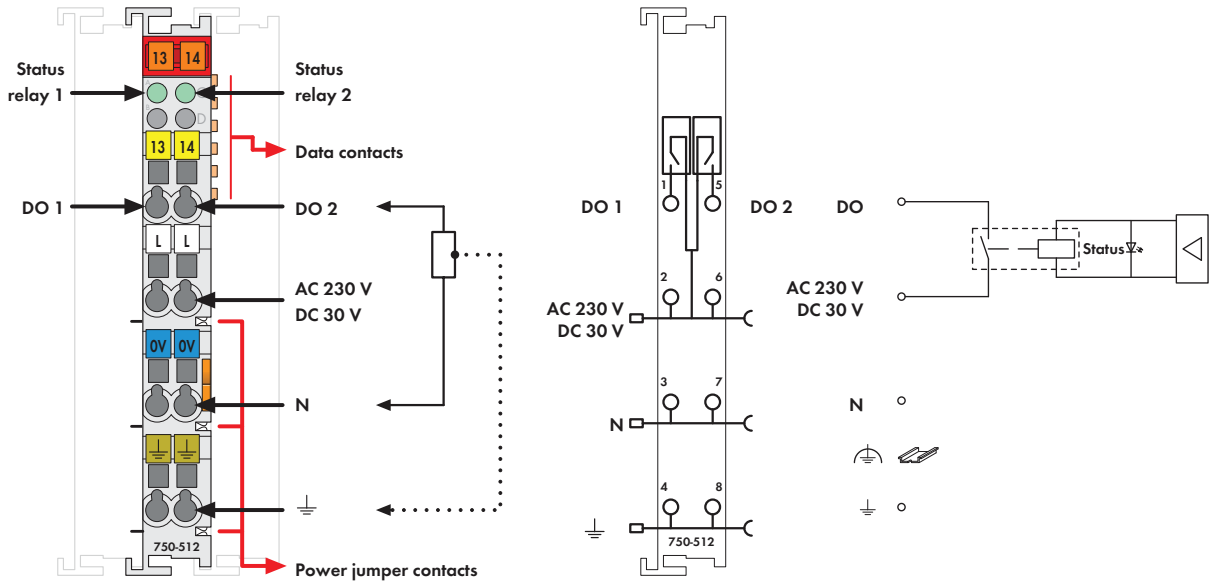 13 14
Status
relay 1
Status
relay 2
A C
B D
13 14
Data contacts
DO 1
DO 2
L L
AC 230 V
DC 30 V
0V 0V
N
750-512
Power jumper contacts
1 5
DO 1
DO 2
2 6
AC 230 V
DC 30 V
3 7
N
4 8
750-512
DO
Status
AC 230 V
DC 30 V
N